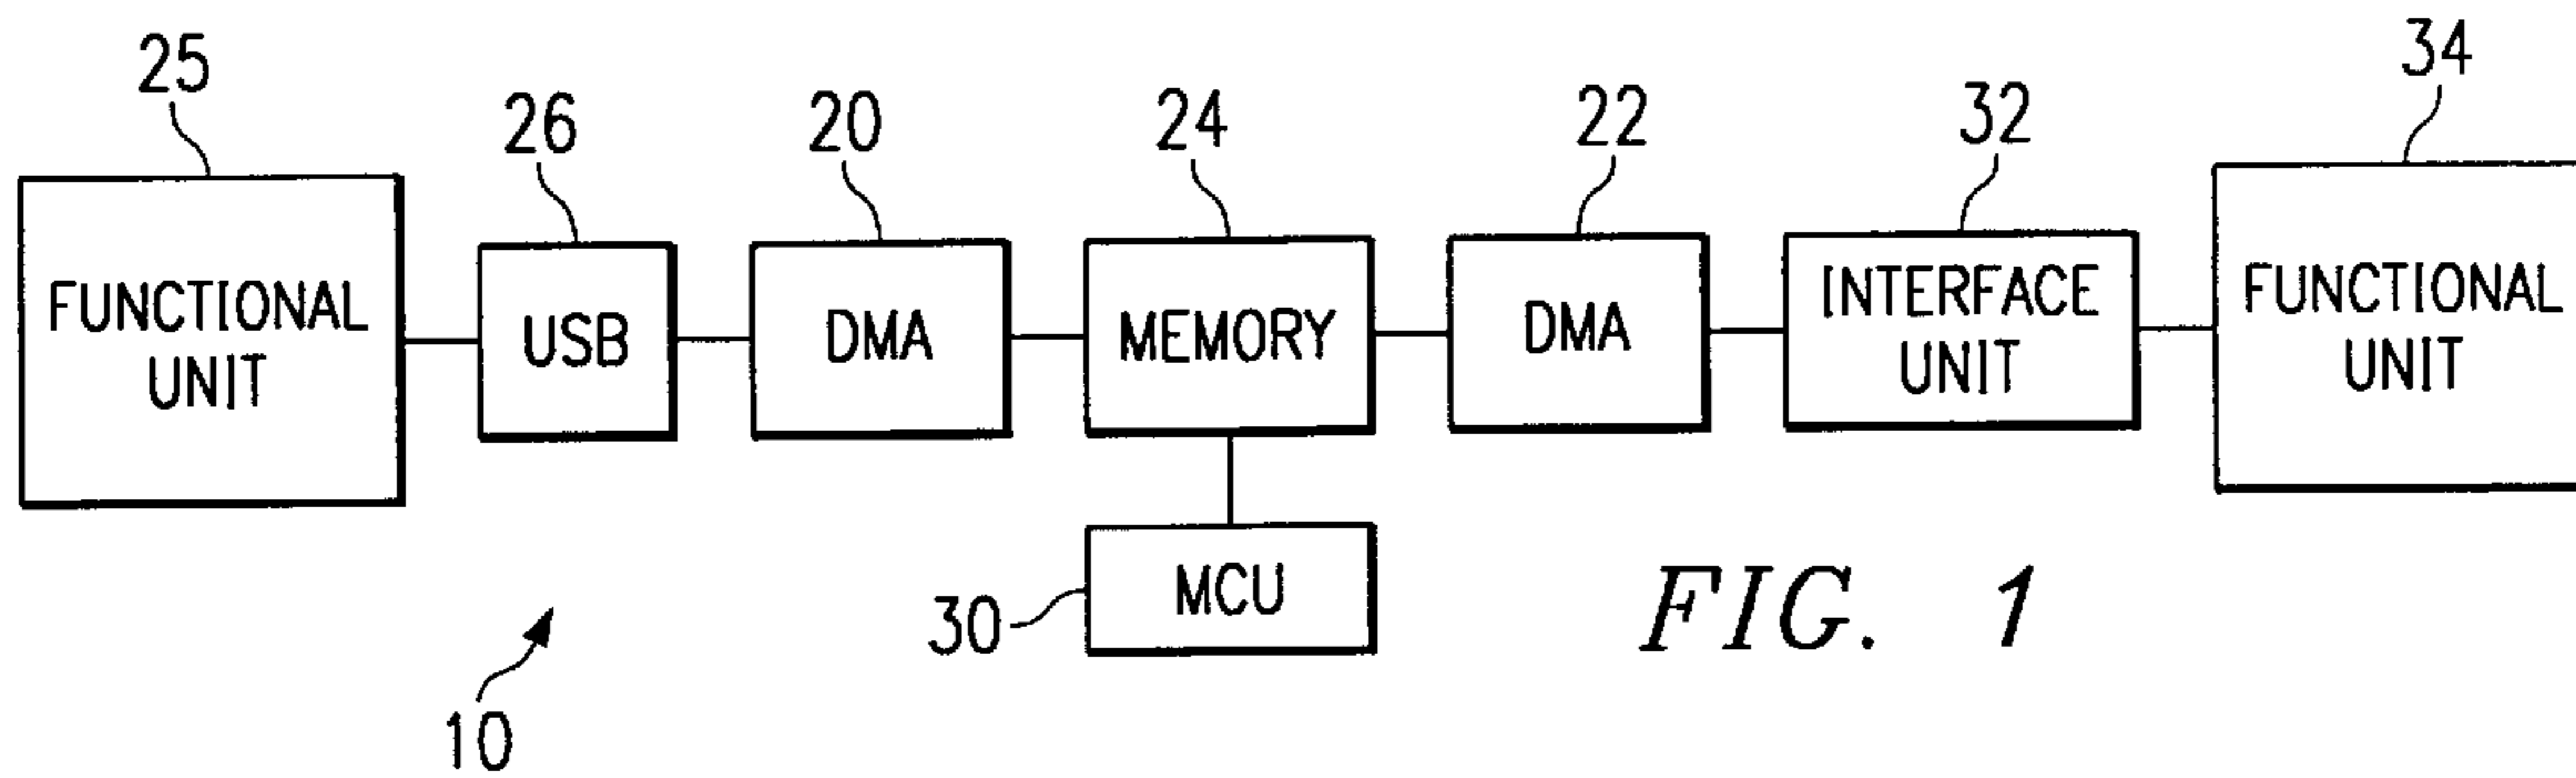 25
26
20
24
22
32
34
FUNCTIONAL
UNIT
USB
DMA
MEMORY
DMA
INTERFACE
UNIT
FUNCTIONAL
UNIT
30
MCU
FIG. 1
10